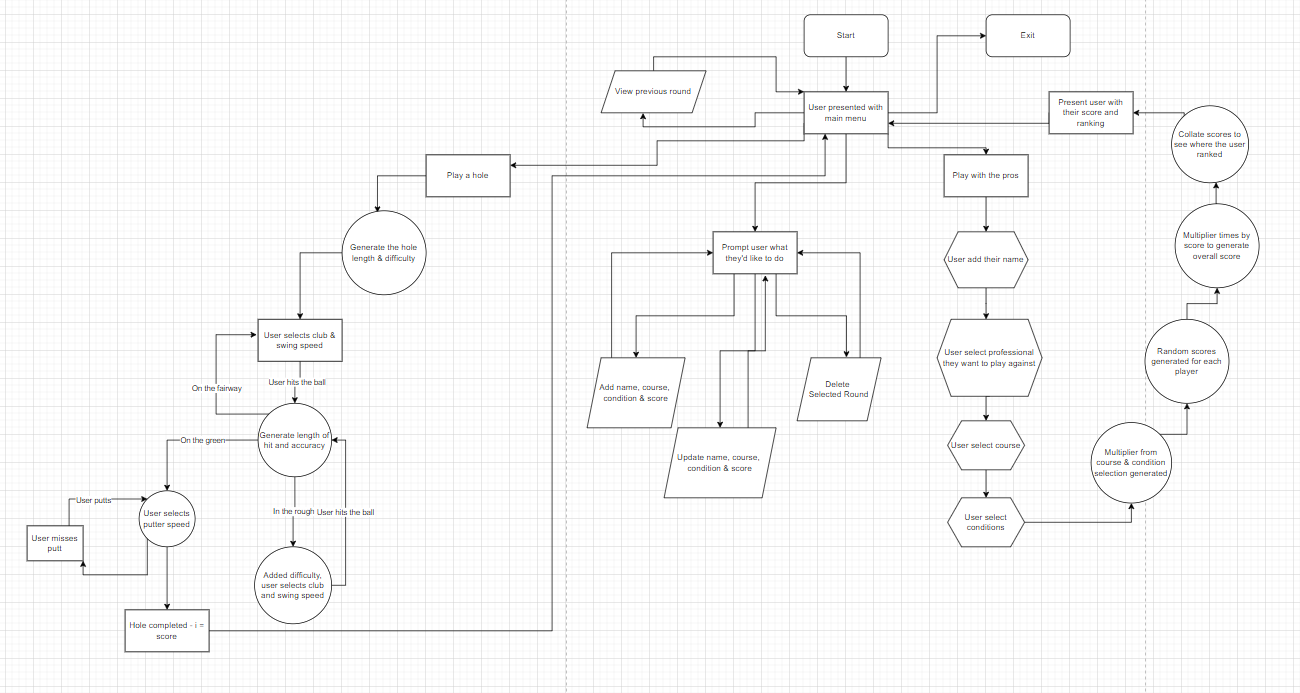 Start
Exit
View previous round
User presented with
main menu
Present user with
their score and
ranking
Collate scores to
see where the user
ranked
Play a hole
Play with the pros
Generate the hole
length & difficulty
Prompt user what
they'd like to do
User add their name
Multiplier times by
score to generate
overall score
User selects club &
swing speed
On the fairway
User hits the ball
User select professional
they want to play against
Random scores
generated for each
player
Add name, course,
condition & score
Delete
Selected Round
Generate length of
hit and accuracy
On the green
User select course
Update name, course,
condition & score
Multiplier from
course & condition
selection generated
User putts
User selects
putter speed
In the rough
User hits the ball
User select
conditions
User misses
putt
Added difficulty,
user selects club
and swing speed
Hole completed - i =
score